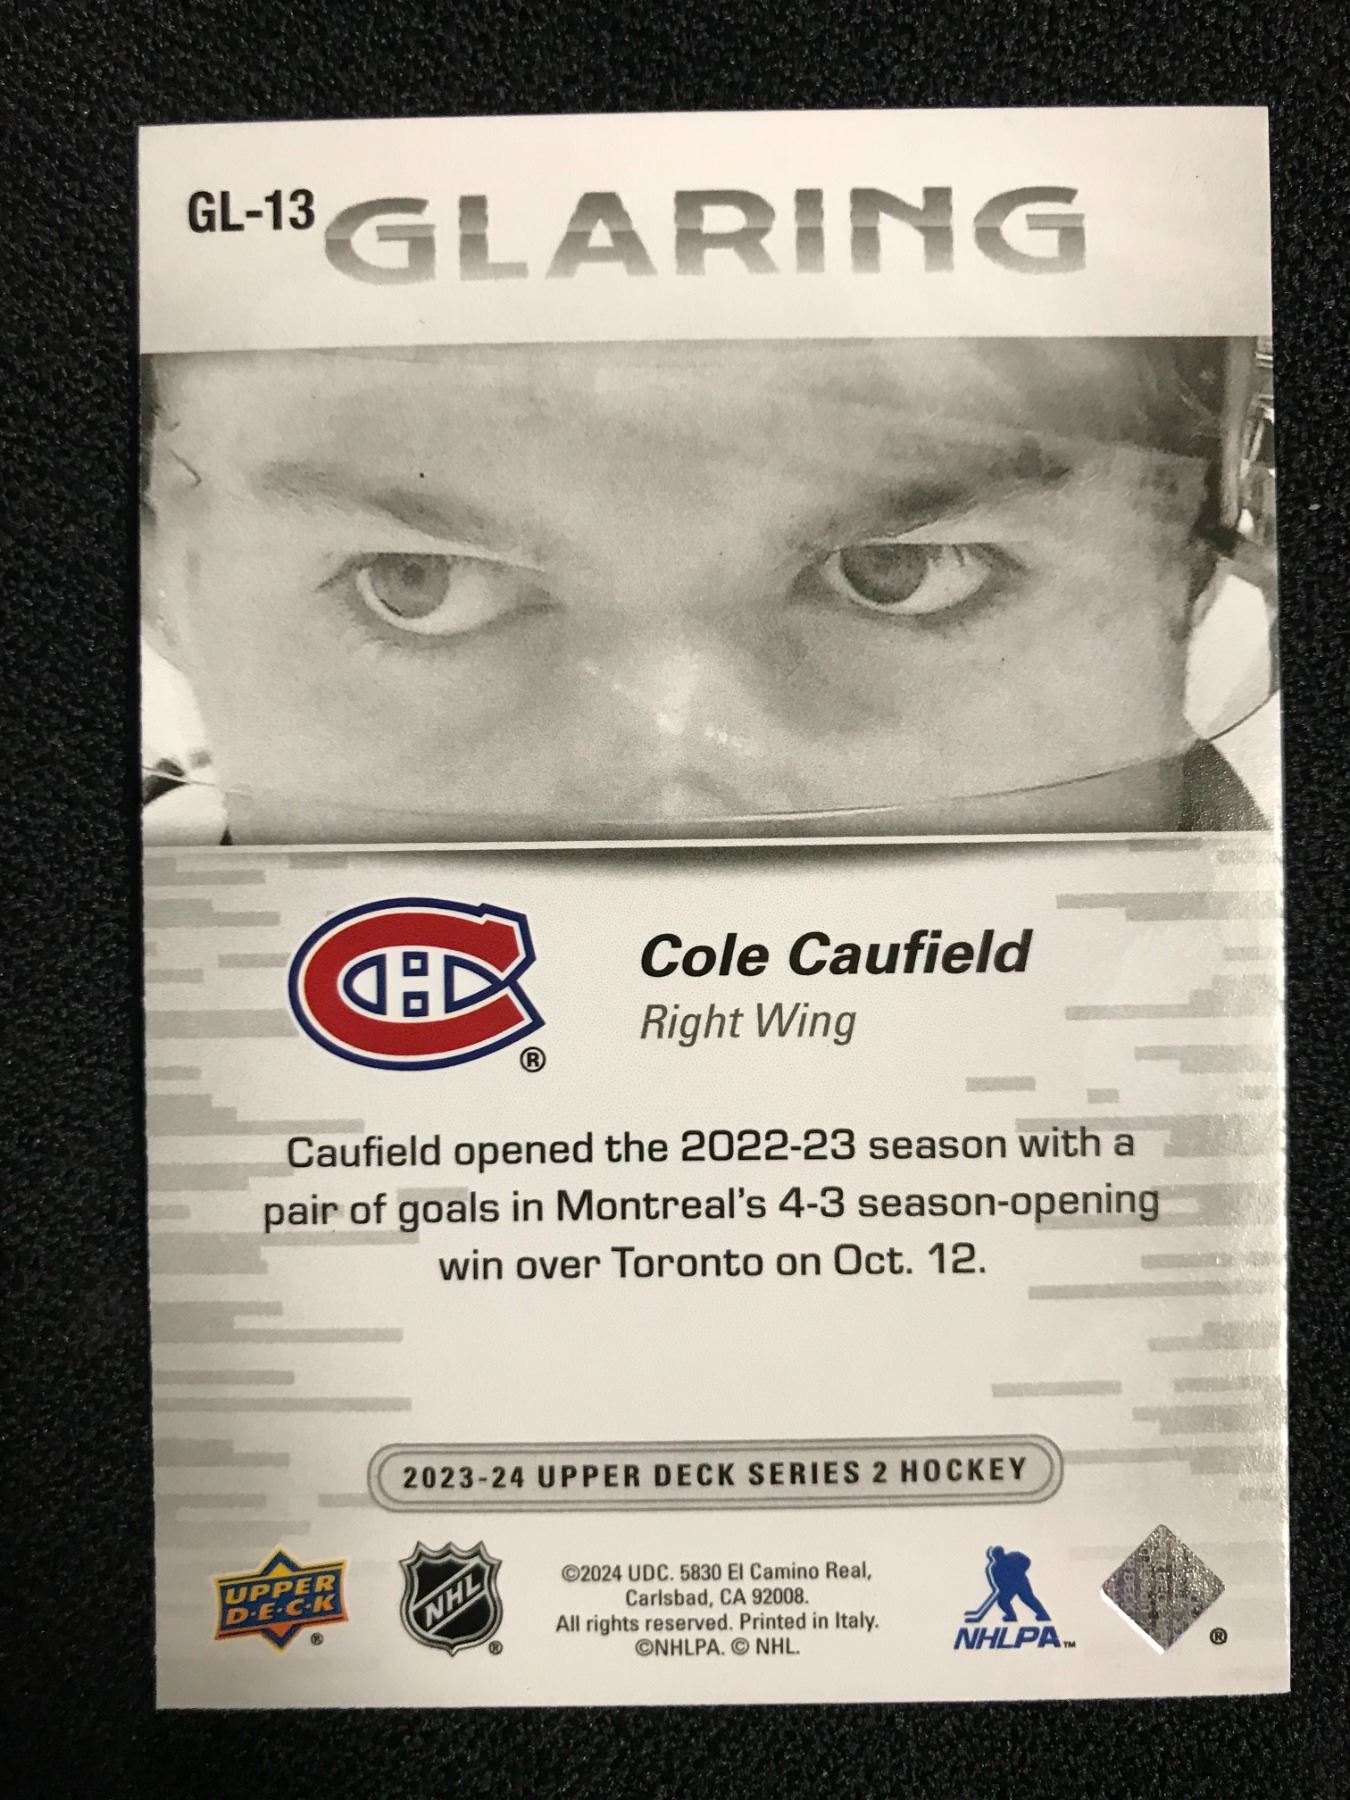 GL-13 GLARING
Cole Caufield
Right Wing
®
Caufield opened the 2022-23 season with a
pair of goals in Montreal's 4-3 season-opening
win over Toronto on Oct. 12.
2023-24 UPPER DECK SERIES 2 HOCKEY
UPPER
D·E·C·K
®
NHL
®
©2024 UDC. 5830 El Camino Real,
Carlsbad, CA 92008.
All rights reserved. Printed in Italy.
©NHLPA. © NHL.
NHLPA™
®